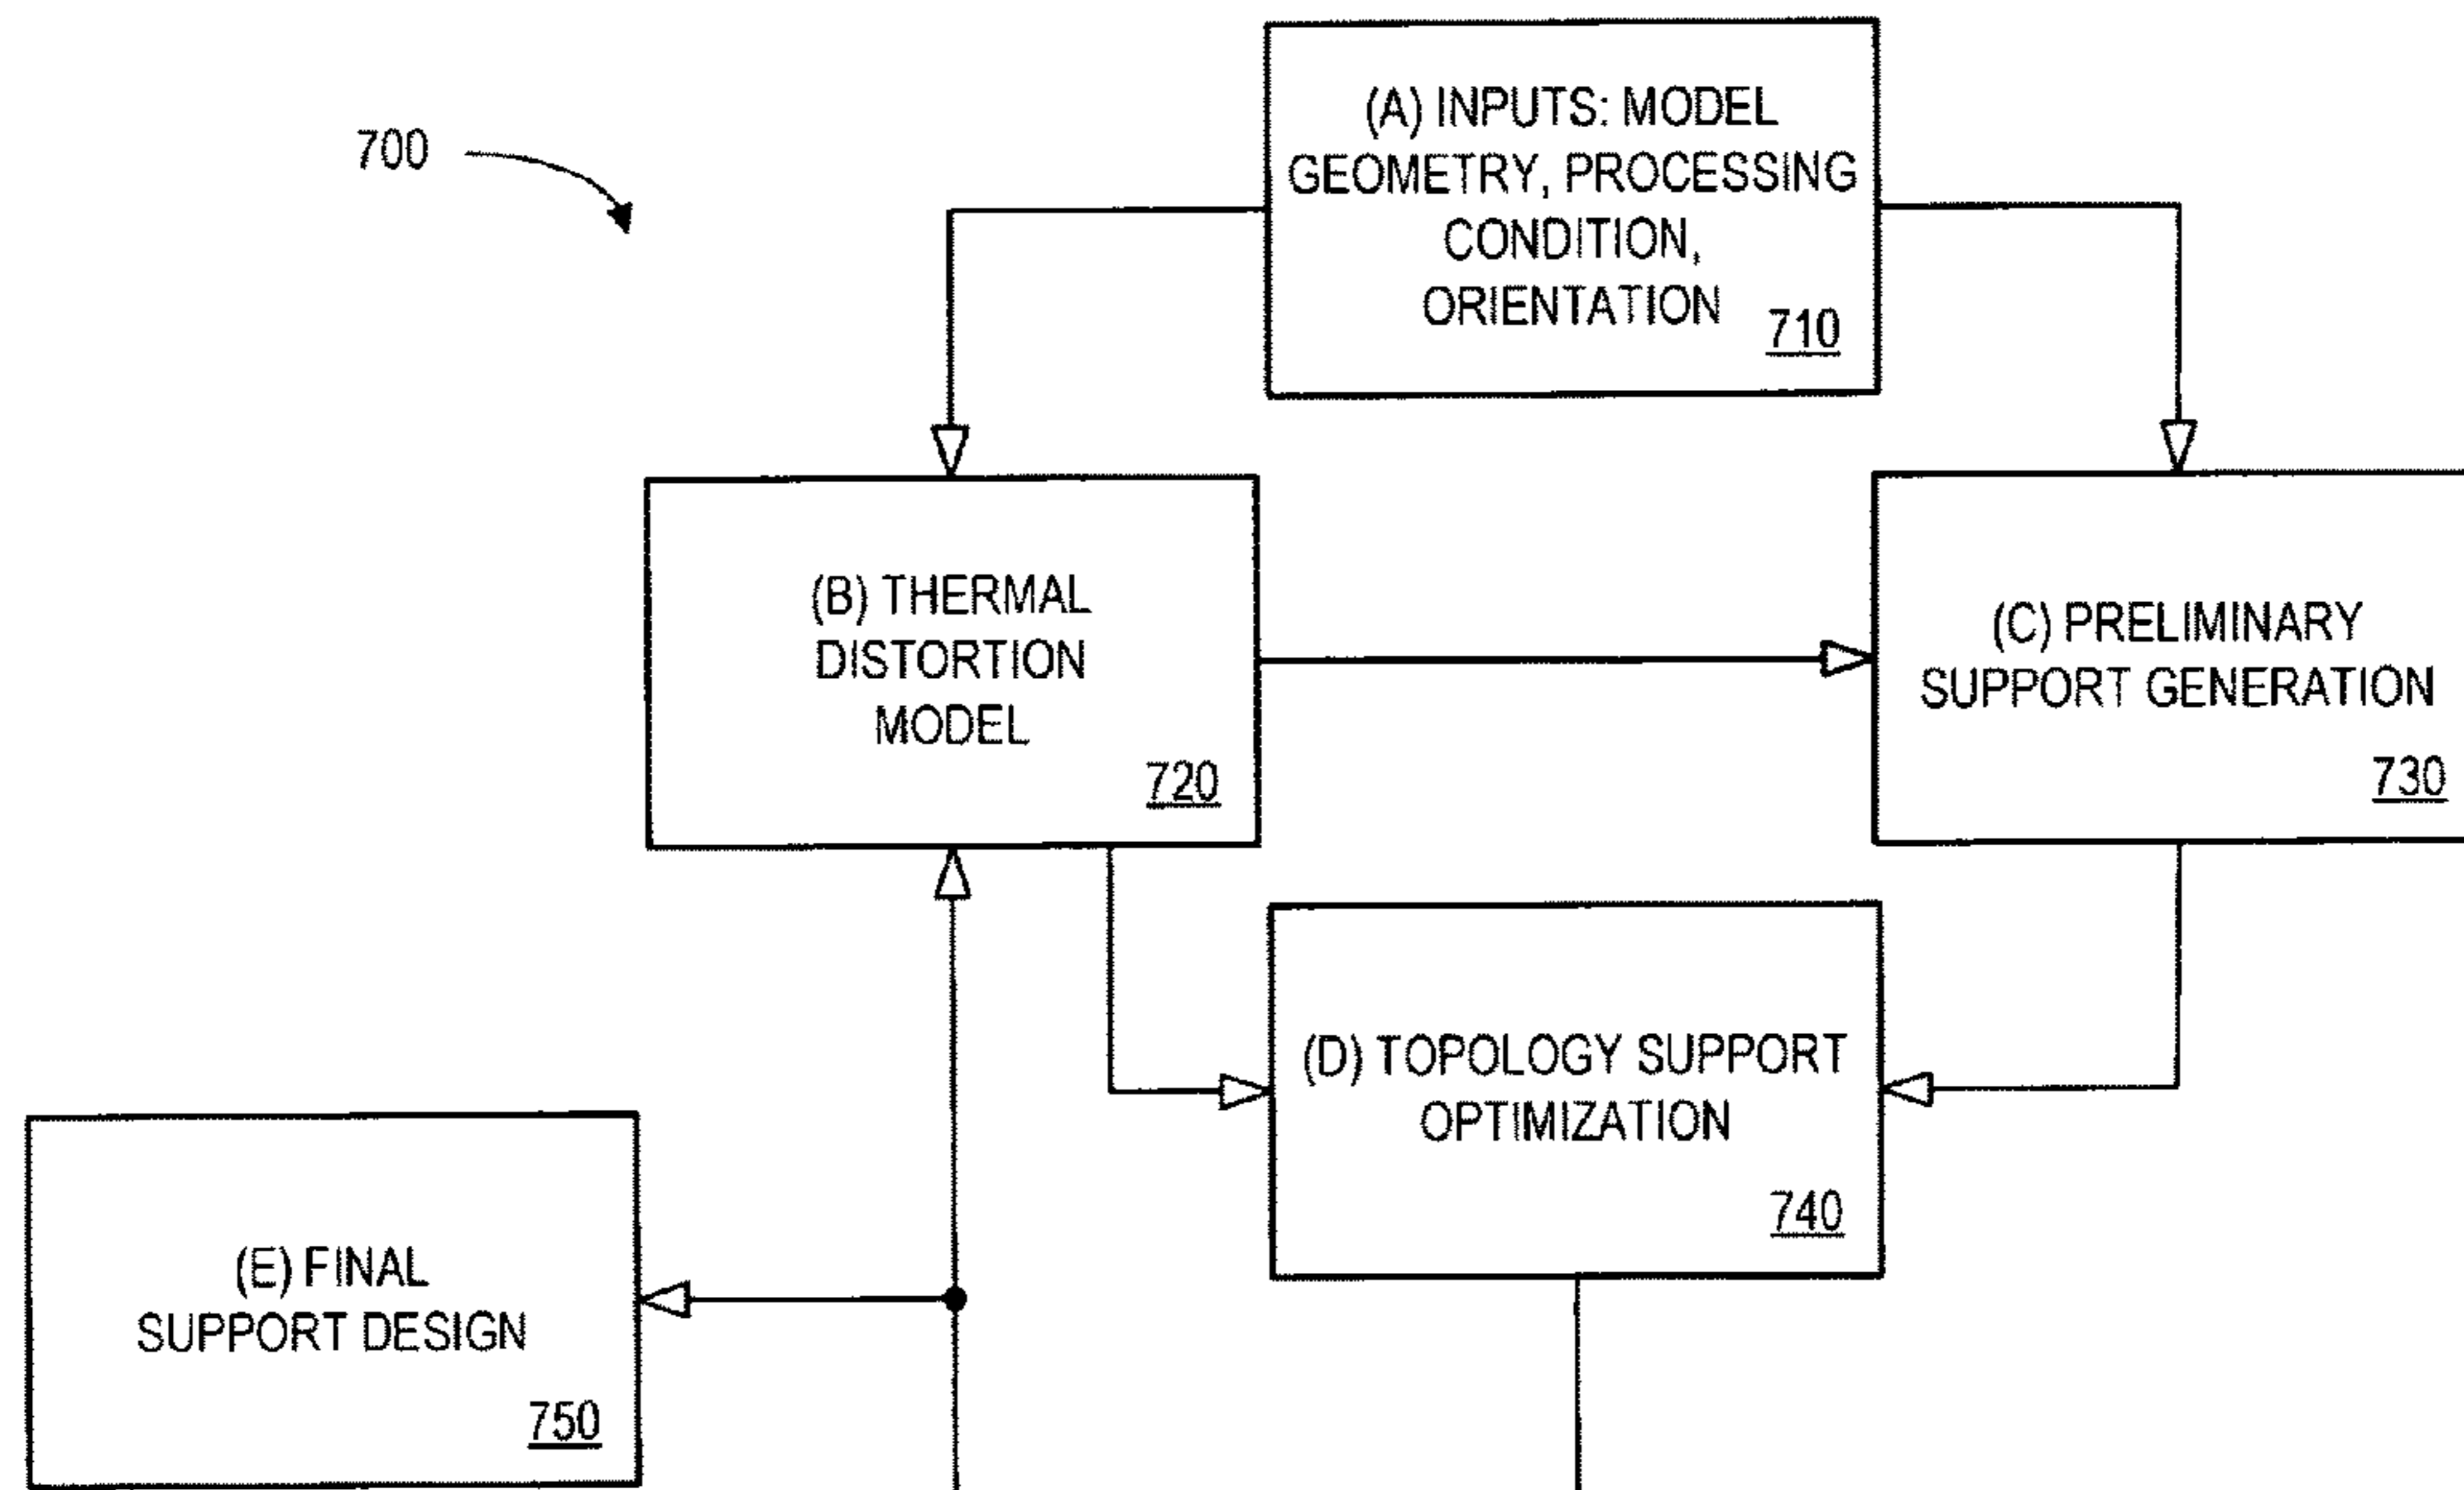 700
(A) INPUTS: MODEL
GEOMETRY, PROCESSING
CONDITION,
ORIENTATION
710
(B) THERMAL
DISTORTION
MODEL
720
(C) PRELIMINARY
SUPPORT GENERATION
730
(D) TOPOLOGY SUPPORT
OPTIMIZATION
740
(E) FINAL
SUPPORT DESIGN
750